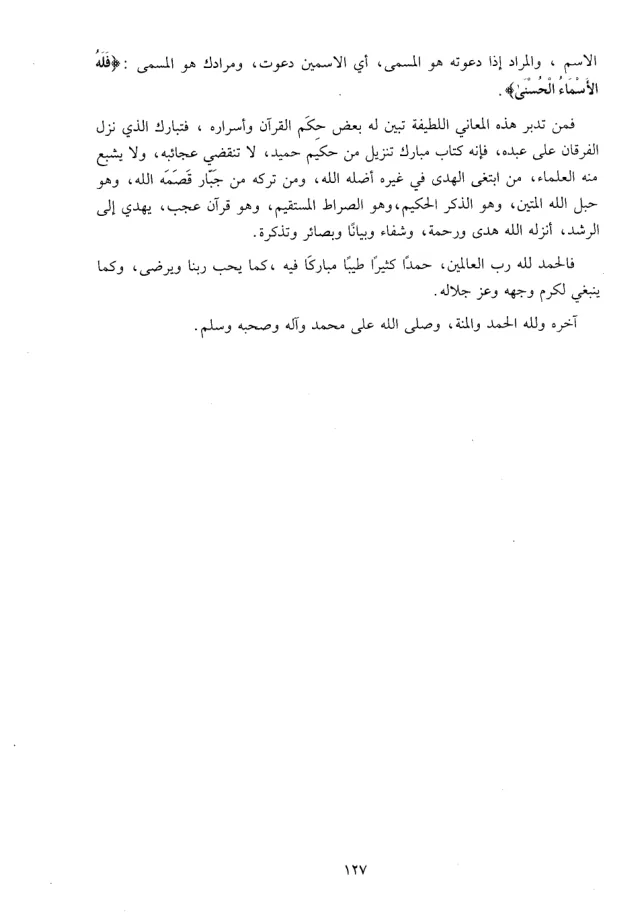 الاسم ، والمراد إذا دعوته هو المسمى، أي الاسمين دعوت، ومرادك هو المسمى :﴿فَلَهُ
الأَسْمَاءُ الْحُسْنَىٰ﴾.
فمن تدبر هذه المعاني اللطيفة تبين له بعض حِكَم القرآن وأسراره ، فتبارك الذي نزل
الفرقان على عبده، فإنه كتاب مبارك تنزيل من حكيم حميد، لا تنقضي عجائبه، ولا يشبع
منه العلماء، من ابتغى الهدى في غيره أضله الله، ومن تركه من جَبّار قَصَمَه الله، وهو
حبل الله المتين، وهو الذكر الحكيم،وهو الصراط المستقيم، وهو قرآن عجب، يهدي إلى
الرشد، أنزله الله هدى ورحمة، وشفاء وبيانًا وبصائر وتذكرة.
فالحمد لله رب العالمين، حمدًا كثيرًا طيبًا مباركًا فيه ،كما يحب ربنا ويرضى، وكما
ينبغي لكرم وجهه وعز جلاله.
آخره ولله الحمد والمنة، وصلى الله على محمد وآله وصحبه وسلم.
١٢٧